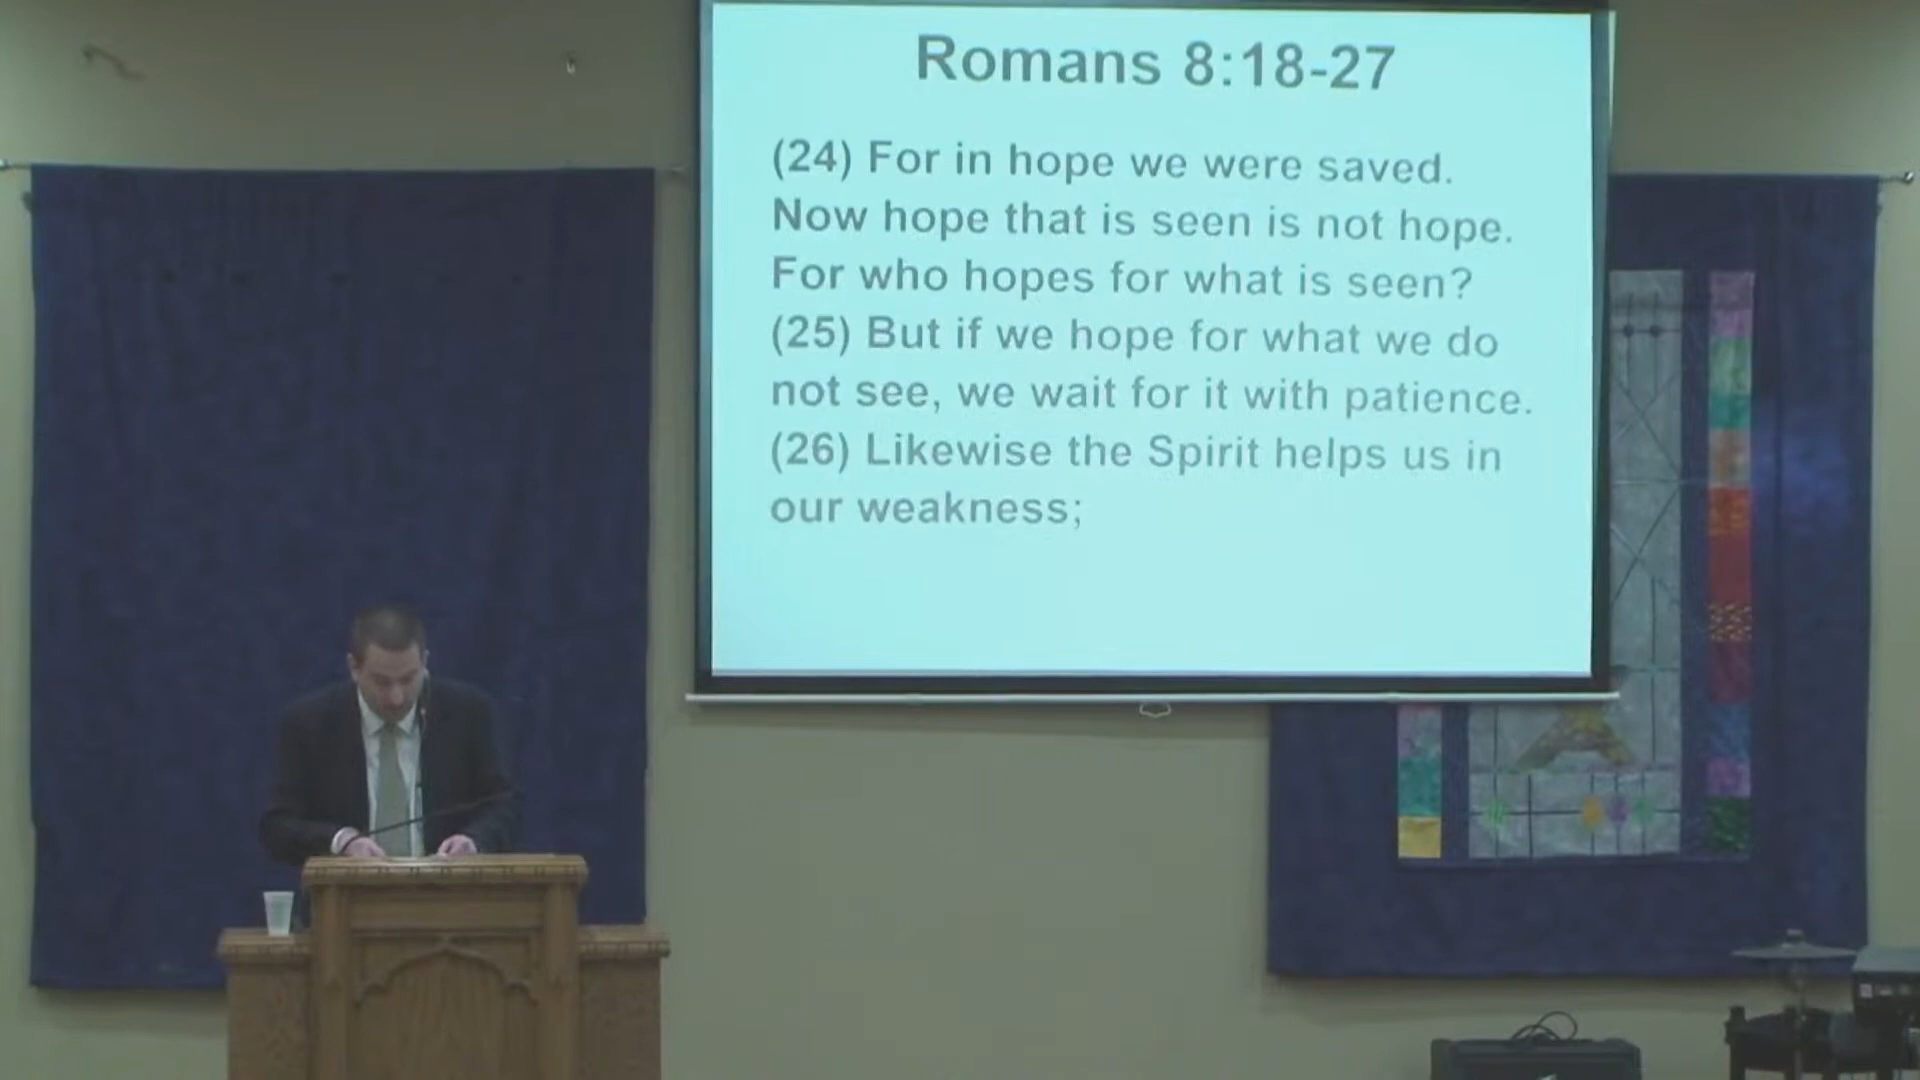 Romans 8:18-27
(24) For in hope we were saved.
Now hope that is seen is not hope.
For who hopes for what is seen?
(25) But if we hope for what we do
not see, we wait for it with patience.
(26) Likewise the Spirit helps us in
our weakness;